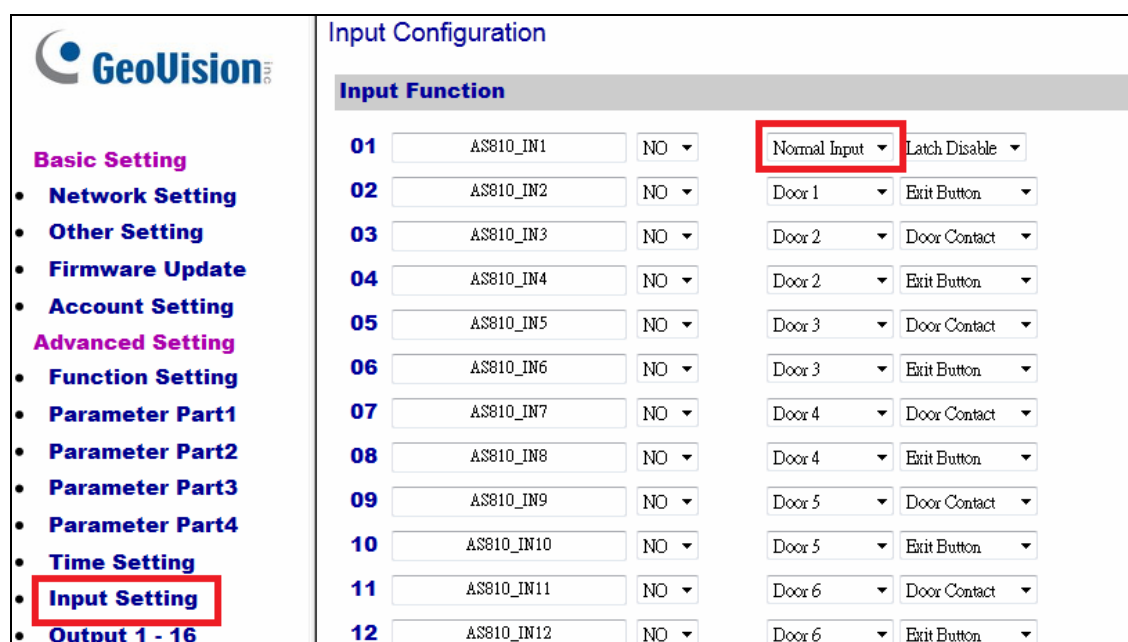 GeoVision inc
Basic Setting
Network Setting
Other Setting
Firmware Update
Account Setting
Advanced Setting
Function Setting
Parameter Part1
Parameter Part2
Parameter Part3
Parameter Part4
Time Setting
Input Setting
Output 1 - 16
Input Configuration
Input Function
01 AS810_IN1 NO Normal Input Latch Disable
02 AS810_IN2 NO Door 1 Exit Button
03 AS810_IN3 NO Door 2 Door Contact
04 AS810_IN4 NO Door 2 Exit Button
05 AS810_IN5 NO Door 3 Door Contact
06 AS810_IN6 NO Door 3 Exit Button
07 AS810_IN7 NO Door 4 Door Contact
08 AS810_IN8 NO Door 4 Exit Button
09 AS810_IN9 NO Door 5 Door Contact
10 AS810_IN10 NO Door 5 Exit Button
11 AS810_IN11 NO Door 6 Door Contact
12 AS810_IN12 NO Door 6 Exit Button